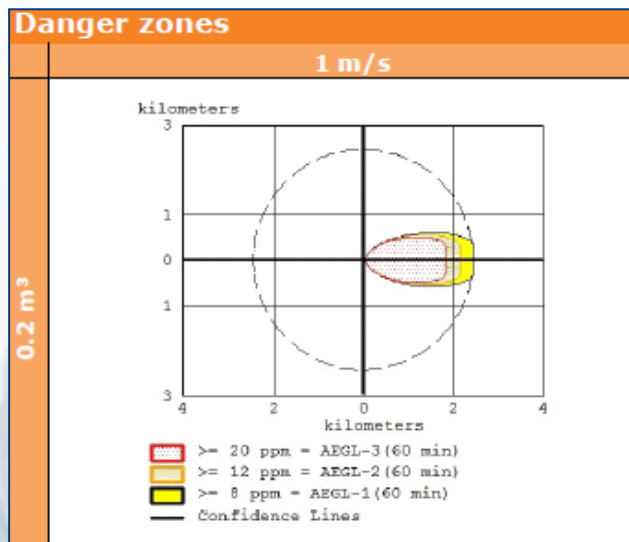 Danger zones
1 m/s
0.2 m³
kilometers
3
1
0
1
3
4 2 0 2 4
kilometers
>= 20 ppm = AEGL-3(60 min)
>= 12 ppm = AEGL-2(60 min)
>= 8 ppm = AEGL-1(60 min)
Confidence Lines